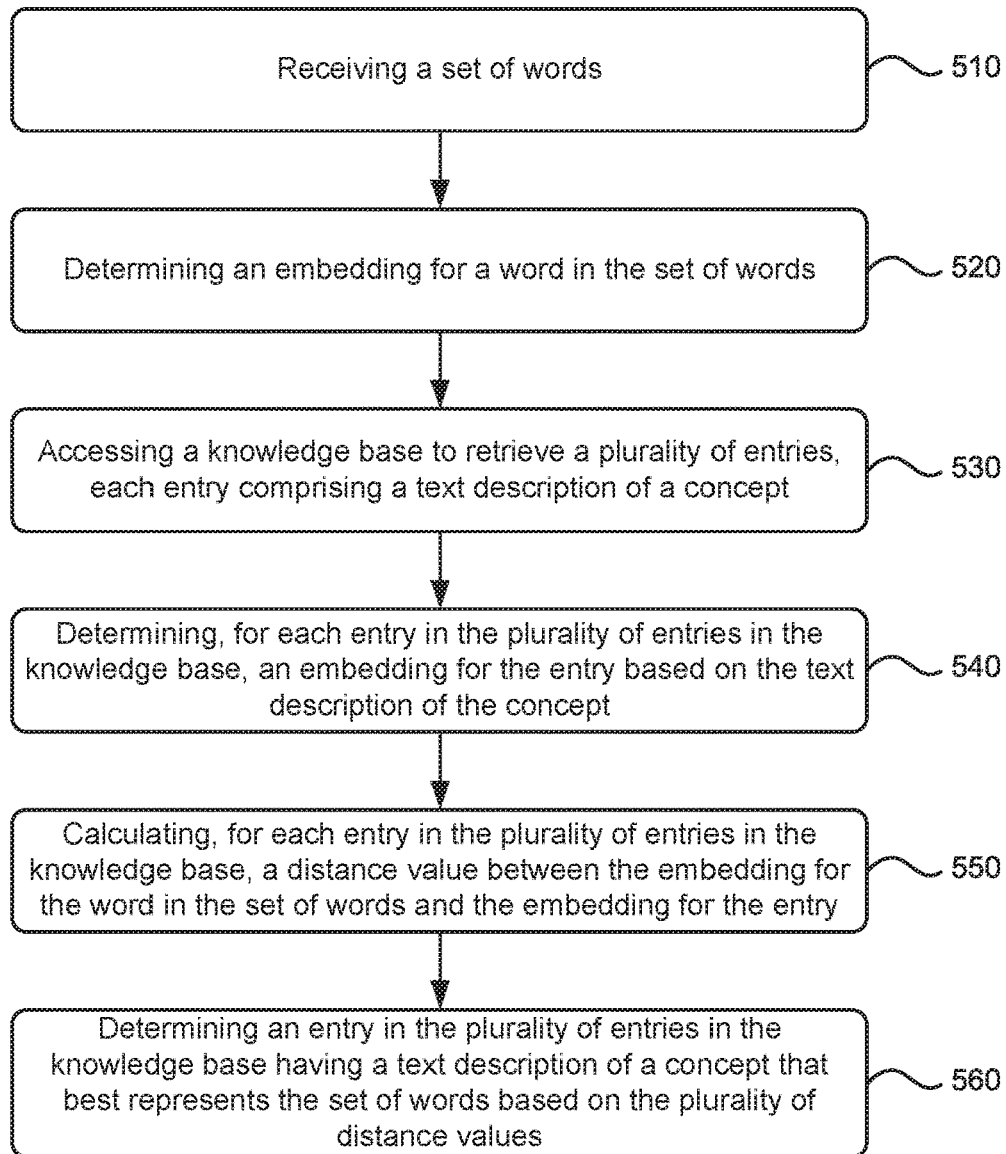 Receiving a set of words
510
Determining an embedding for a word in the set of words
520
Accessing a knowledge base to retrieve a plurality of entries,
each entry comprising a text description of a concept
530
Determining, for each entry in the plurality of entries in the
knowledge base, an embedding for the entry based on the text
description of the concept
540
Calculating, for each entry in the plurality of entries in the
knowledge base, a distance value between the embedding for
the word in the set of words and the embedding for the entry
550
Determining an entry in the plurality of entries in the
knowledge base having a text description of a concept that
best represents the set of words based on the plurality of
distance values
560